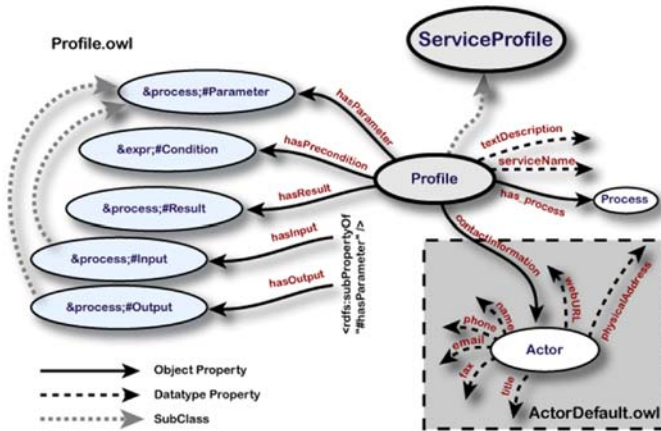 Profile.owl
ServiceProfile
&process;#Parameter
hasParameter
textDescription
&expr;#Condition
hasPrecondition
serviceName
Profile
hasResult
has_process
Process
&process;#Result
hasInput
contactInformation
&process;#Input
<rdfs:subPropertyOf
"#hasParameter" />
hasOutput
&process;#Output
webURL
physicalAddress
name
phone
email
fax
title
Actor
Object Property
Datatype Property
SubClass
ActorDefault.owl